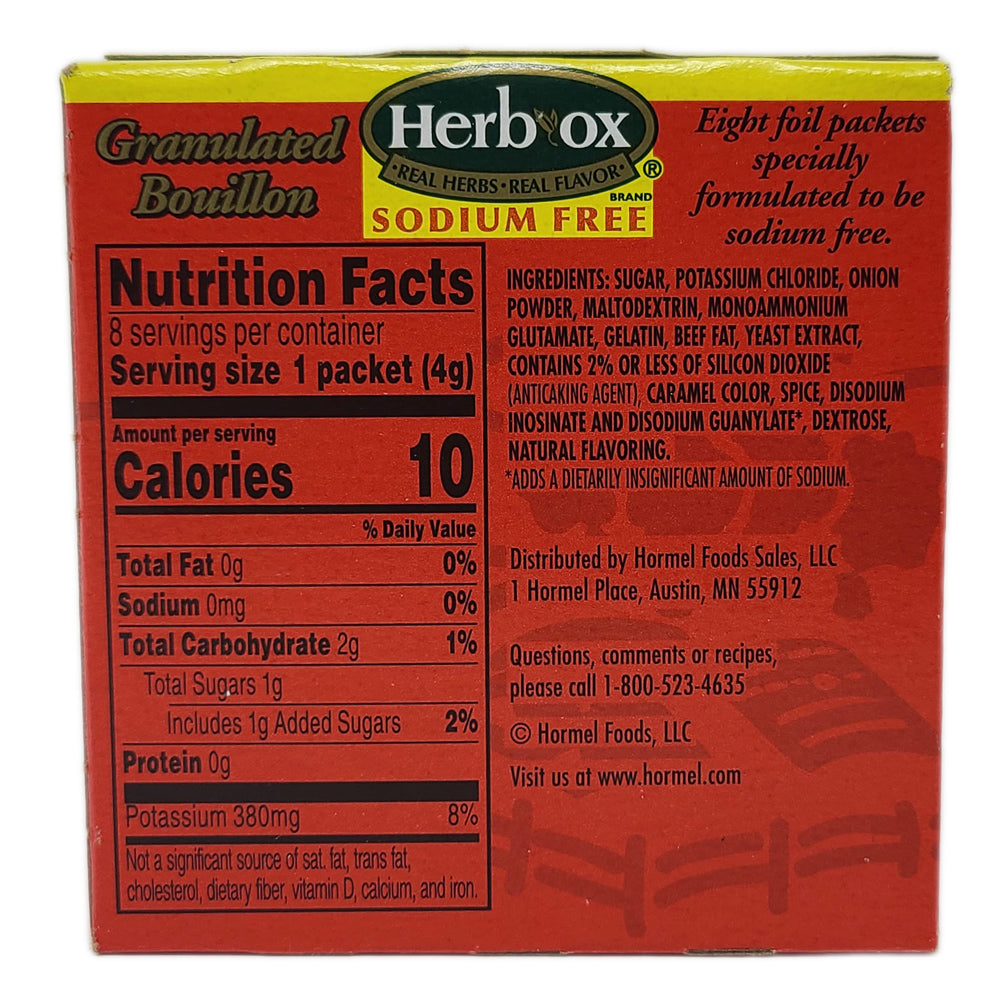 Granulated
Bouillon
Herb ox
·REAL HERBS·REAL FLAVOR·
®
BRAND
SODIUM FREE
Eight foil packets
specially
formulated to be
sodium free.
Nutrition Facts
8 servings per container
Serving size 1 packet (4g)
Amount per serving
Calories 10
% Daily Value
Total Fat 0g 0%
Sodium 0mg 0%
Total Carbohydrate 2g 1%
Total Sugars 1g
Includes 1g Added Sugars 2%
Protein 0g
Potassium 380mg 8%
Not a significant source of sat. fat, trans fat,
cholesterol, dietary fiber, vitamin D, calcium, and iron.
INGREDIENTS: SUGAR, POTASSIUM CHLORIDE, ONION
POWDER, MALTODEXTRIN, MONOAMMONIUM
GLUTAMATE, GELATIN, BEEF FAT, YEAST EXTRACT,
CONTAINS 2% OR LESS OF SILICON DIOXIDE
(ANTICAKING AGENT), CARAMEL COLOR, SPICE, DISODIUM
INOSINATE AND DISODIUM GUANYLATE*, DEXTROSE,
NATURAL FLAVORING.
*ADDS A DIETARILY INSIGNIFICANT AMOUNT OF SODIUM.
Distributed by Hormel Foods Sales, LLC
1 Hormel Place, Austin, MN 55912
Questions, comments or recipes,
please call 1-800-523-4635
© Hormel Foods, LLC
Visit us at www.hormel.com